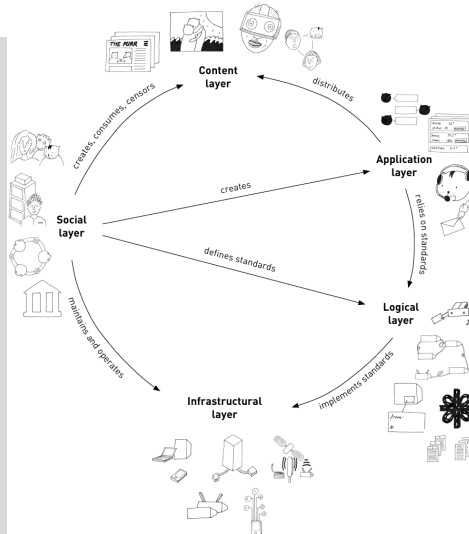 THE PURR
Content
layer
distributes
creates, consumes, censors
Application
layer
creates
relies on standards
Social
layer
defines standards
Logical
layer
maintains and operates
implements standards
From:
Infrastructural
layer